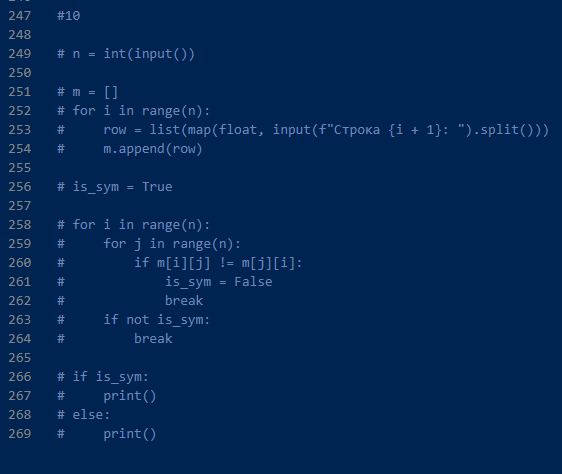 247 #10
248
249 # n = int(input())
250
251 # m = []
252 # for i in range(n):
253 #     row = list(map(float, input(f"Строка {i + 1}: ").split()))
254 #     m.append(row)
255
256 # is_sym = True
257
258 # for i in range(n):
259 #     for j in range(n):
260 #         if m[i][j] != m[j][i]:
261 #             is_sym = False
262 #             break
263 #     if not is_sym:
264 #         break
265
266 # if is_sym:
267 #     print()
268 # else:
269 #     print()